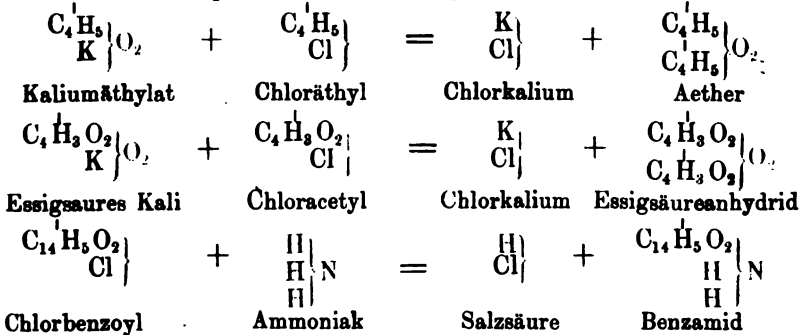 C₄H₅ C₄H₅ K C₄H₅
K }O₂ + Cl } = Cl } + C₄H₅ }O₂
Kaliumäthylat Chloräthyl Chlorkalium Aether
C₄H₃O₂ C₄H₃O₂ K C₄H₃O₂
K }O₂ + Cl } = Cl } + C₄H₃O₂ }O₂
Essigsaures Kali Chloracetyl Chlorkalium Essigsäureanhydrid
C₁₄H₅O₂ H H C₁₄H₅O₂
Cl } + H }N = Cl } + H }N
H H
Chlorbenzoyl Ammoniak Salzsäure Benzamid